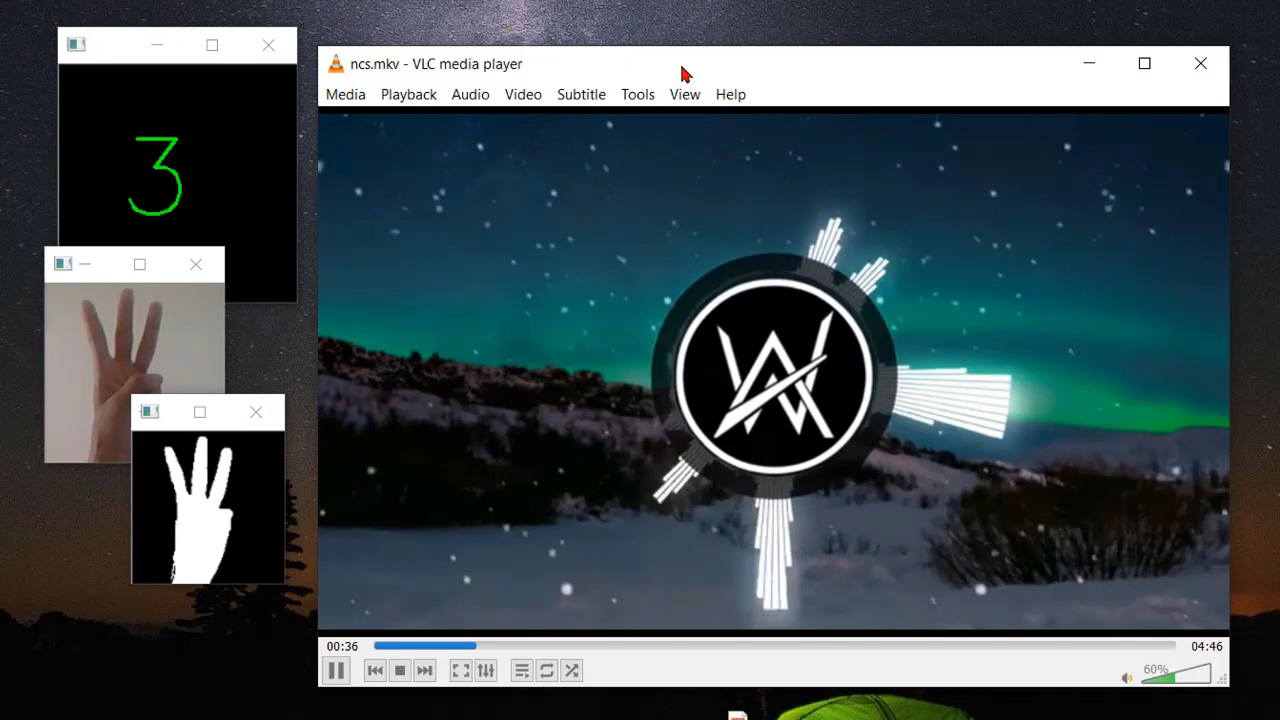 ncs.mkv - VLC media player
Media Playback Audio Video Subtitle Tools View Help
3
00:36
04:46
60%